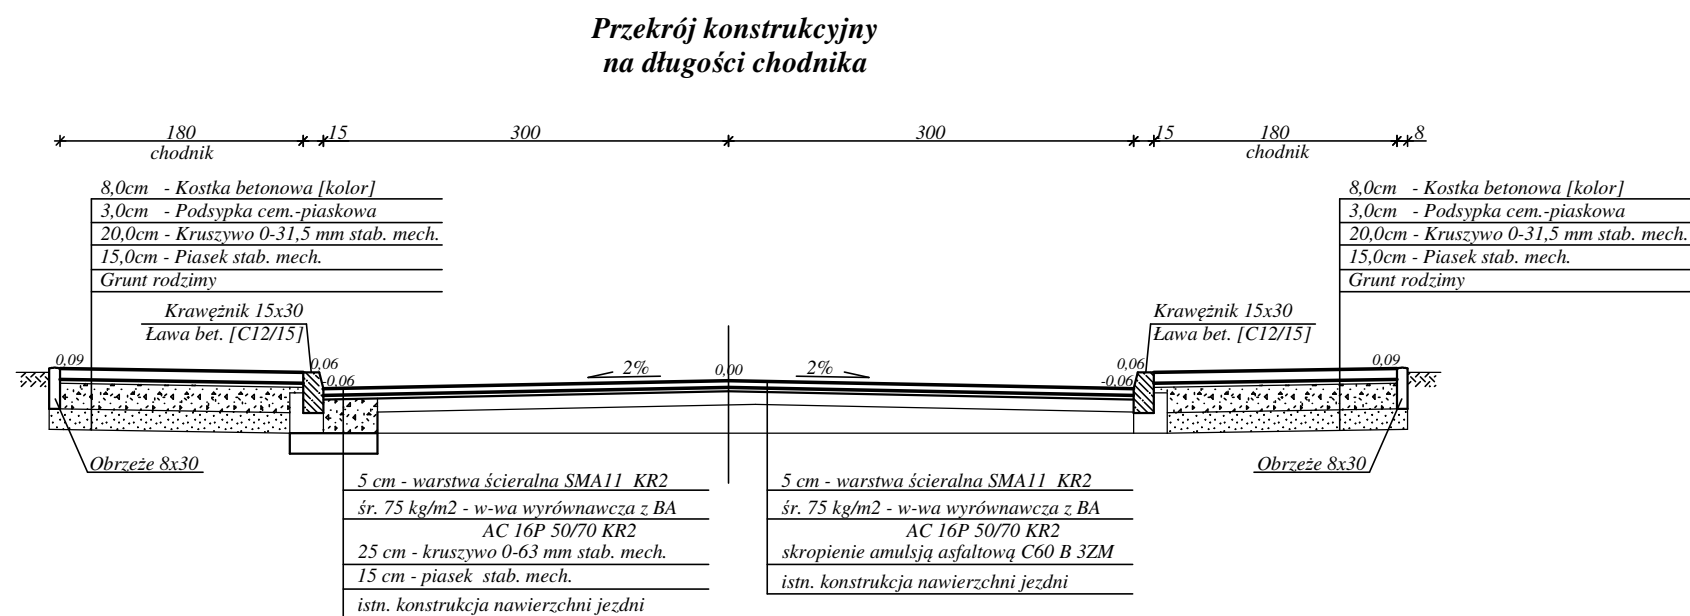 Przekrój konstrukcyjny
na długości chodnika
180 15 300 300 15 180 8
chodnik chodnik
8,0cm - Kostka betonowa [kolor]
3,0cm - Podsypka cem.-piaskowa
20,0cm - Kruszywo 0-31,5 mm stab. mech.
15,0cm - Piasek stab. mech.
Grunt rodzimy
8,0cm - Kostka betonowa [kolor]
3,0cm - Podsypka cem.-piaskowa
20,0cm - Kruszywo 0-31,5 mm stab. mech.
15,0cm - Piasek stab. mech.
Grunt rodzimy
Krawężnik 15x30
Ława bet. [C12/15]
Krawężnik 15x30
Ława bet. [C12/15]
0,09 0,06 2% 0,00 2% 0,06 0,09
-0,06 -0,06
Obrzeże 8x30
Obrzeże 8x30
5 cm - warstwa ścieralna SMA11 KR2
śr. 75 kg/m2 - w-wa wyrównawcza z BA
AC 16P 50/70 KR2
25 cm - kruszywo 0-63 mm stab. mech.
15 cm - piasek stab. mech.
istn. konstrukcja nawierzchni jezdni
5 cm - warstwa ścieralna SMA11 KR2
śr. 75 kg/m2 - w-wa wyrównawcza z BA
AC 16P 50/70 KR2
skropienie amulsją asfaltową C60 B 3ZM
istn. konstrukcja nawierzchni jezdni